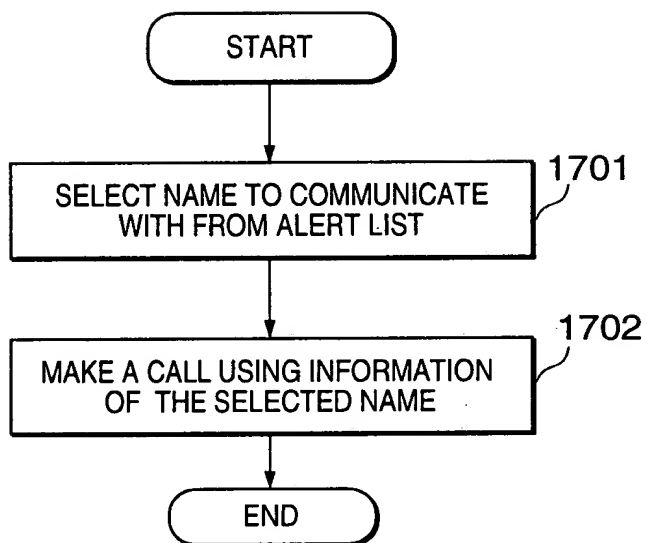 START
1701
SELECT NAME TO COMMUNICATE
WITH FROM ALERT LIST
1702
MAKE A CALL USING INFORMATION
OF THE SELECTED NAME
END